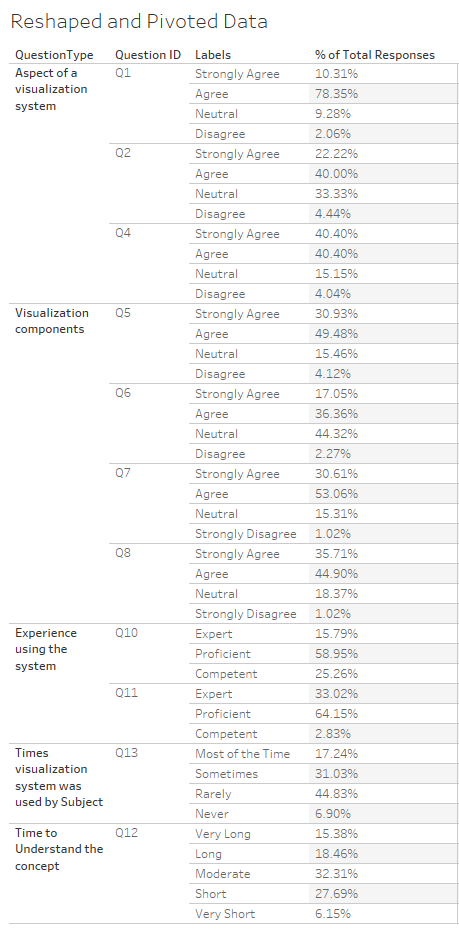 Reshaped and Pivoted Data
QuestionType Question ID Labels % of Total Responses
Aspect of a visualization system Q1 Strongly Agree 10.31%
Agree 78.35%
Neutral 9.28%
Disagree 2.06%
Q2 Strongly Agree 22.22%
Agree 40.00%
Neutral 33.33%
Disagree 4.44%
Q4 Strongly Agree 40.40%
Agree 40.40%
Neutral 15.15%
Disagree 4.04%
Visualization components Q5 Strongly Agree 30.93%
Agree 49.48%
Neutral 15.46%
Disagree 4.12%
Q6 Strongly Agree 17.05%
Agree 36.36%
Neutral 44.32%
Disagree 2.27%
Q7 Strongly Agree 30.61%
Agree 53.06%
Neutral 15.31%
Strongly Disagree 1.02%
Q8 Strongly Agree 35.71%
Agree 44.90%
Neutral 18.37%
Strongly Disagree 1.02%
Experience using the system Q10 Expert 15.79%
Proficient 58.95%
Competent 25.26%
Q11 Expert 33.02%
Proficient 64.15%
Competent 2.83%
Times visualization system was used by Subject Q13 Most of the Time 17.24%
Sometimes 31.03%
Rarely 44.83%
Never 6.90%
Time to Understand the concept Q12 Very Long 15.38%
Long 18.46%
Moderate 32.31%
Short 27.69%
Very Short 6.15%